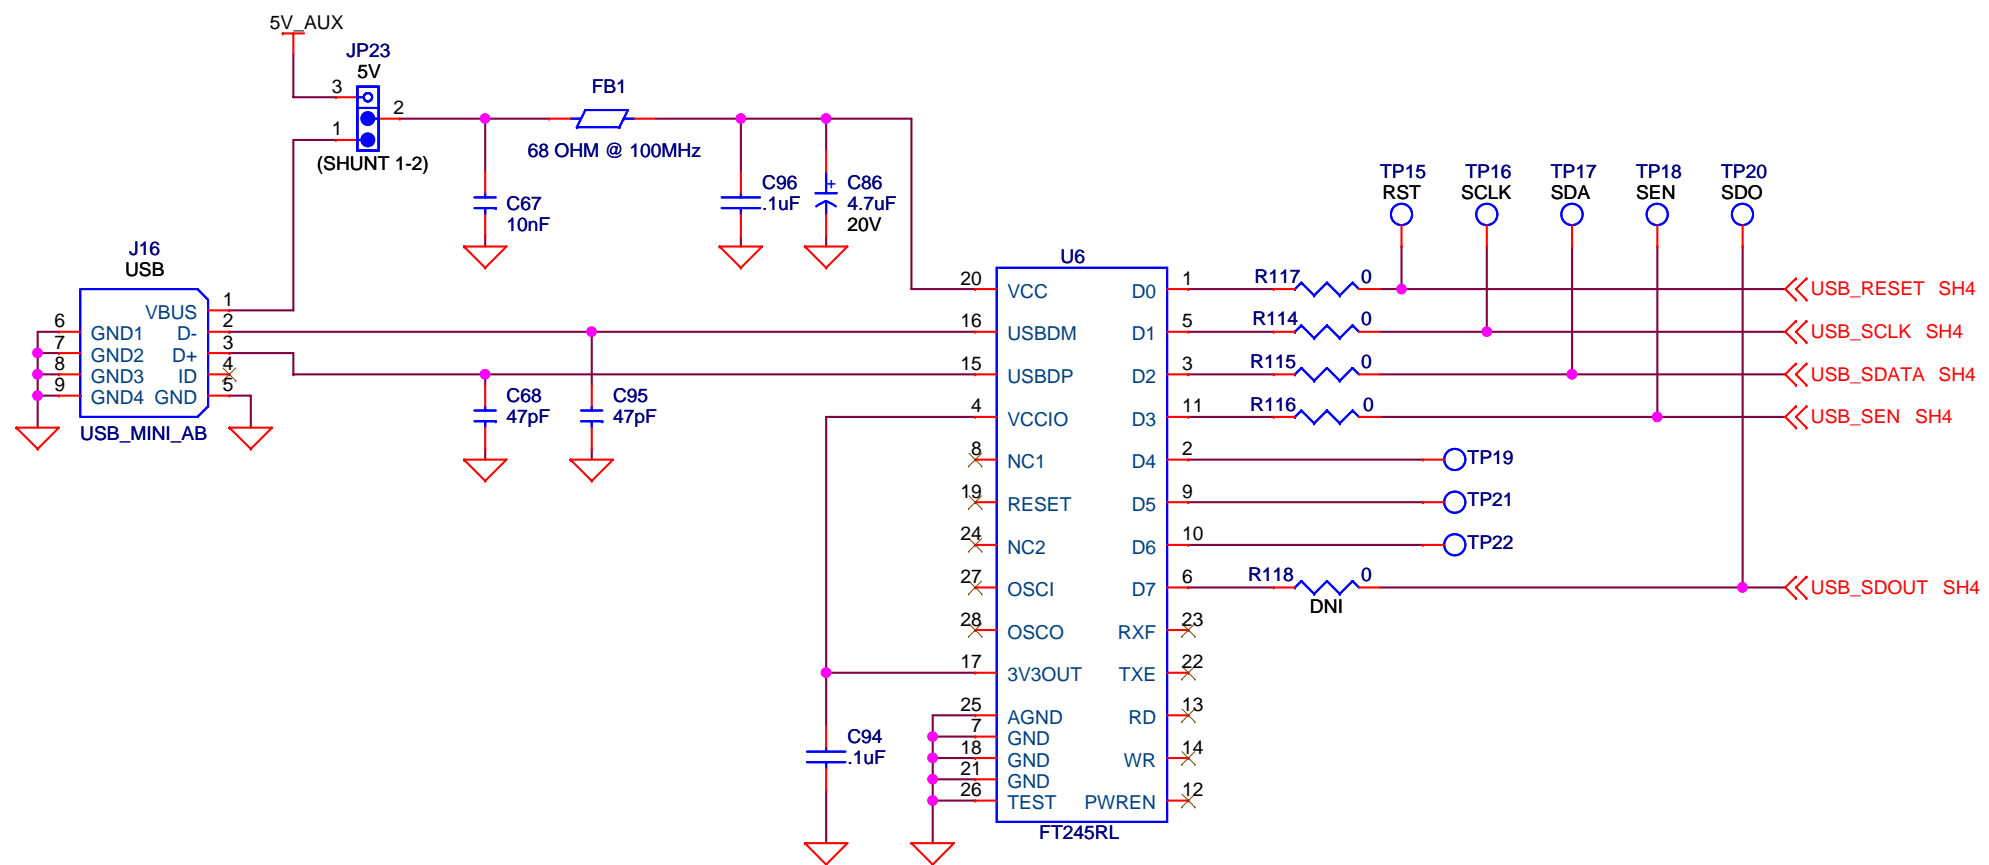 5V_AUX
JP23
5V
3
2
1
(SHUNT 1-2)
FB1
68 OHM @ 100MHz
C67
10nF
C96
.1uF
+
C86
4.7uF
20V
TP15
RST
TP16
SCLK
TP17
SDA
TP18
SEN
TP20
SDO
J16
USB
VBUS 1
6 GND1 D- 2
7 GND2 D+ 3
8 GND3 ID 4
9 GND4 GND 5
USB_MINI_AB
C68
47pF
C95
47pF
U6
20 VCC D0 1
16 USBDM D1 5
15 USBDP D2 3
4 VCCIO D3 11
8 NC1 D4 2
19 RESET D5 9
24 NC2 D6 10
27 OSCI D7 6
28 OSCO RXF 23
17 3V3OUT TXE 22
25 AGND RD 13
7 GND
18 GND WR 14
21 GND
26 TEST PWREN 12
FT245RL
C94
.1uF
R117 0
USB_RESET SH4
R114 0
USB_SCLK SH4
R115 0
USB_SDATA SH4
R116 0
USB_SEN SH4
TP19
TP21
TP22
R118 0
DNI
USB_SDOUT SH4